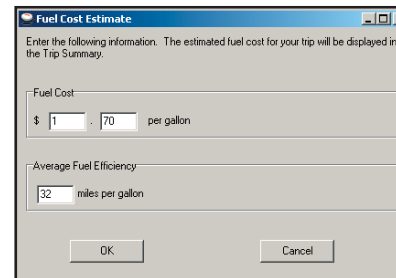 Fuel Cost Estimate
Enter the following information. The estimated fuel cost for your trip will be displayed in
the Trip Summary.
Fuel Cost
$ 1 . 70 per gallon
Average Fuel Efficiency
32 miles per gallon
OK Cancel